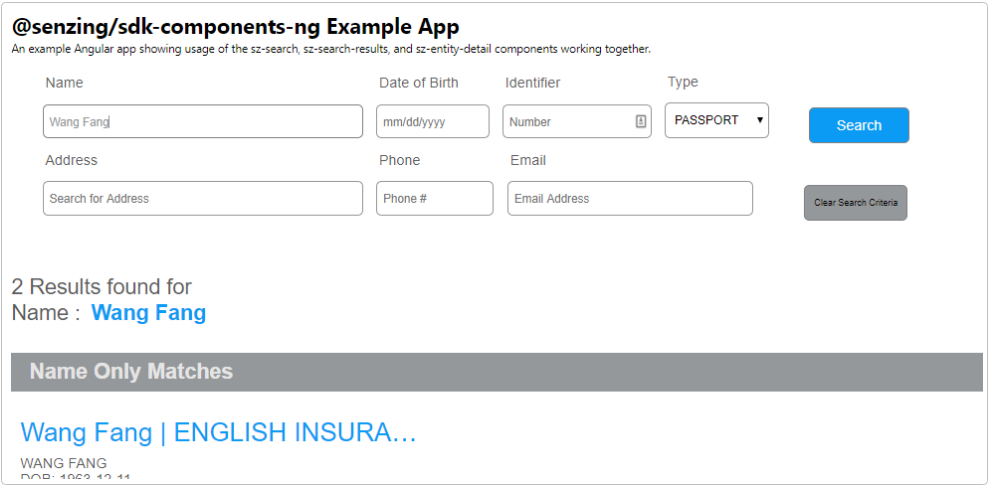 @senzing/sdk-components-ng Example App
An example Angular app showing usage of the sz-search, sz-search-results, and sz-entity-detail components working together.
Name Date of Birth Identifier Type
Wang Fang mm/dd/yyyy Number PASSPORT Search
Address Phone Email
Search for Address Phone # Email Address Clear Search Criteria
2 Results found for
Name : Wang Fang
Name Only Matches
Wang Fang | ENGLISH INSURA…
WANG FANG
DOB: 1963-12-11